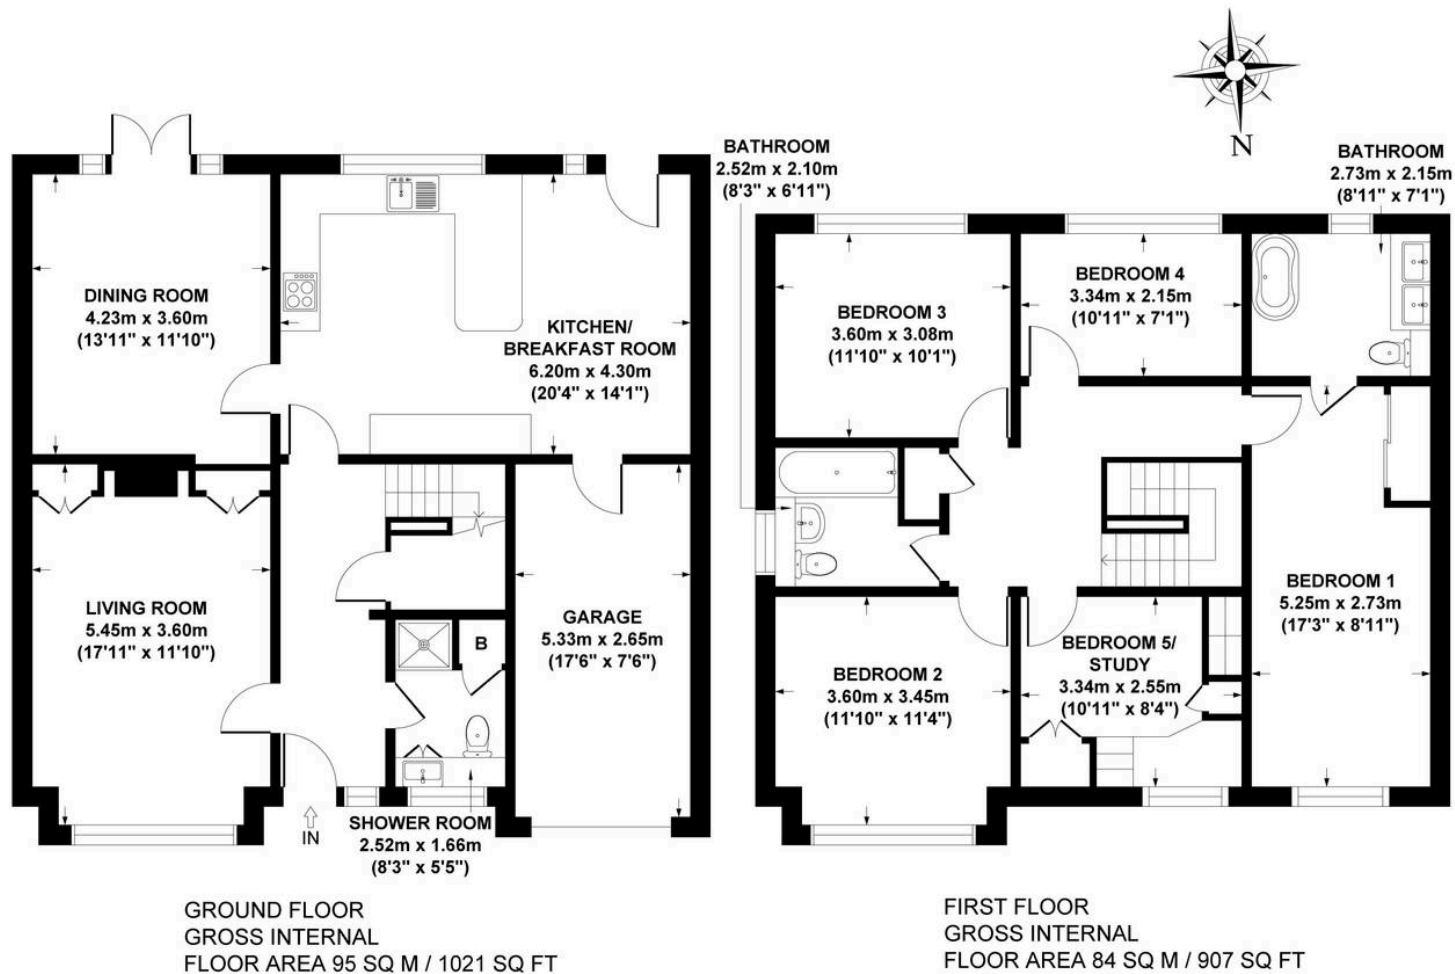 N
DINING ROOM
4.23m x 3.60m
(13'11" x 11'10")
KITCHEN/
BREAKFAST ROOM
6.20m x 4.30m
(20'4" x 14'1")
LIVING ROOM
5.45m x 3.60m
(17'11" x 11'10")
B
GARAGE
5.33m x 2.65m
(17'6" x 7'6")
IN
SHOWER ROOM
2.52m x 1.66m
(8'3" x 5'5")
GROUND FLOOR
GROSS INTERNAL
FLOOR AREA 95 SQ M / 1021 SQ FT
BATHROOM
2.52m x 2.10m
(8'3" x 6'11")
BATHROOM
2.73m x 2.15m
(8'11" x 7'1")
BEDROOM 3
3.60m x 3.08m
(11'10" x 10'1")
BEDROOM 4
3.34m x 2.15m
(10'11" x 7'1")
BEDROOM 1
5.25m x 2.73m
(17'3" x 8'11")
BEDROOM 2
3.60m x 3.45m
(11'10" x 11'4")
BEDROOM 5/
STUDY
3.34m x 2.55m
(10'11" x 8'4")
FIRST FLOOR
GROSS INTERNAL
FLOOR AREA 84 SQ M / 907 SQ FT